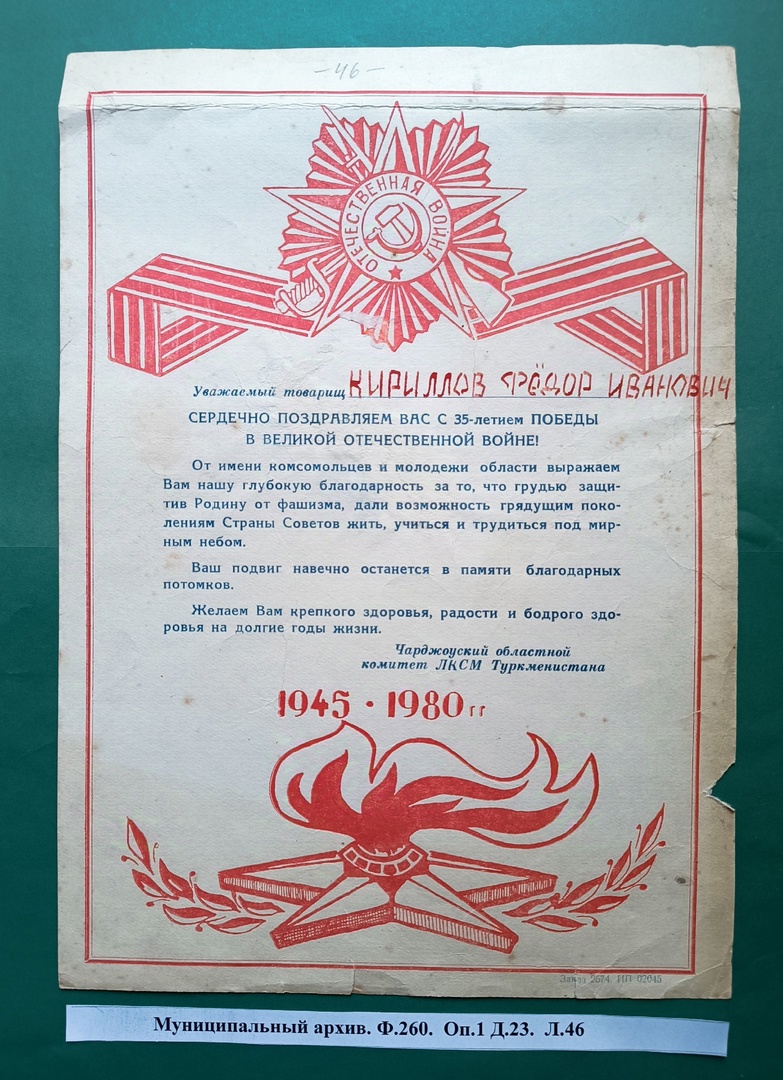 -46-
ОТЕЧЕСТВЕННАЯ ВОЙНА
Уважаемый товарищ КИРИЛЛОВ ФЁДОР ИВАНОВИЧ
СЕРДЕЧНО ПОЗДРАВЛЯЕМ ВАС С 35-летием ПОБЕДЫ
В ВЕЛИКОЙ ОТЕЧЕСТВЕННОЙ ВОЙНЕ!
От имени комсомольцев и молодежи области выражаем
Вам нашу глубокую благодарность за то, что грудью защи-
тив Родину от фашизма, дали возможность грядущим поко-
лениям Страны Советов жить, учиться и трудиться под мир-
ным небом.
Ваш подвиг навечно останется в памяти благодарных
потомков.
Желаем Вам крепкого здоровья, радости и бодрого здо-
ровья на долгие годы жизни.
Чарджоуский областной
комитет ЛКСМ Туркменистана
1945 • 1980 гг
Заказ 2674. ИП 02045
Муниципальный архив. Ф.260. Оп.1 Д.23. Л.46